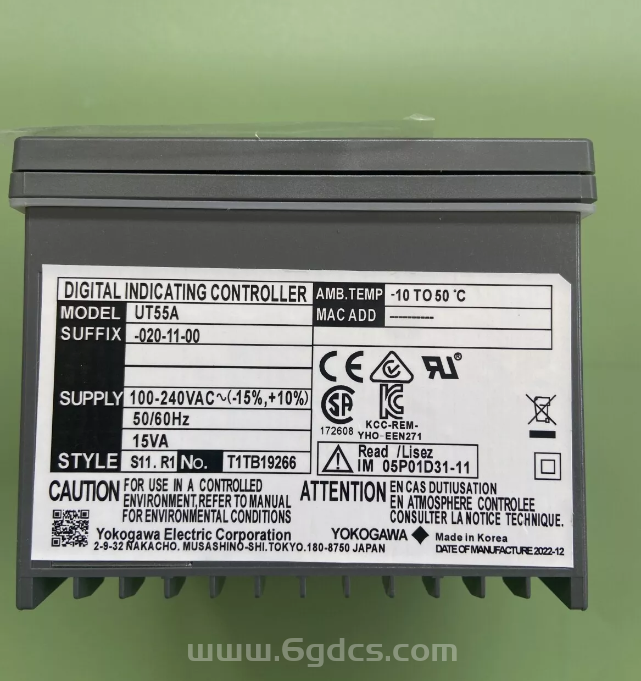 DIGITAL INDICATING CONTROLLER
AMB.TEMP -10 TO 50 °C
MODEL UT55A
MAC ADD ----------
SUFFIX -020-11-00
SUPPLY 100-240VAC~(-15%,+10%)
50/60Hz
15VA
STYLE S11. R1 No. T1TB19266
CE
RU®
SA
172608
KC
KCC-REM-
YHO-EEN271
Read /Lisez
IM 05P01D31-11
CAUTION FOR USE IN A CONTROLLED
ENVIRONMENT,REFER TO MANUAL
FOR ENVIRONMENTAL CONDITIONS
ATTENTION EN CAS DUTIUSATION
EN ATMOSPHERE CONTROLEE
CONSULTER LA NOTICE TECHNIQUE.
Yokogawa Electric Corporation
2-9-32 NAKACHO. MUSASHINO-SHI.TOKYO.180-8750 JAPAN
YOKOGAWA
Made in Korea
DATE OF MANUFACTURE 2022-12
www.6gdcs.com